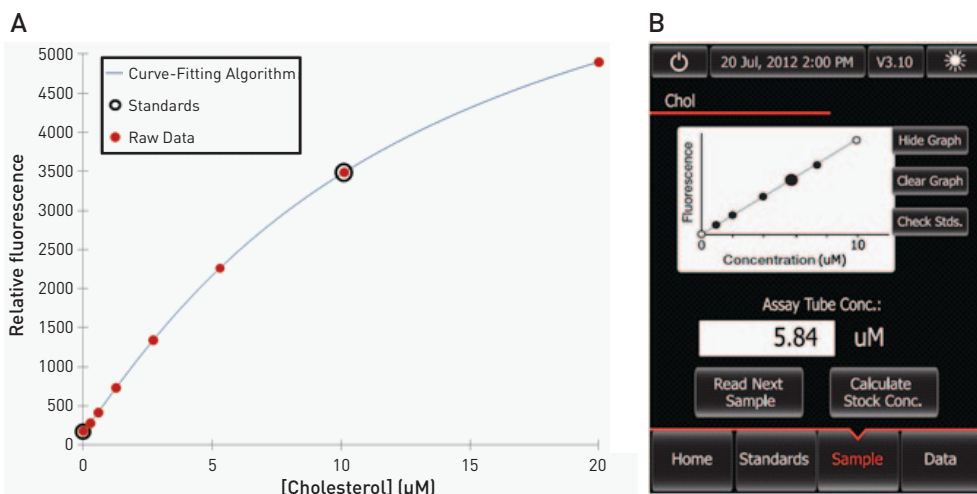 A
5000
4500
4000
3500
3000
2500
2000
1500
1000
500
0
Relative fluorescence
Curve-Fitting Algorithm
Standards
Raw Data
0 5 10 15 20
[Cholesterol] (µM)
B
20 Jul, 2012 2:00 PM V3.10
Chol
Fluorescence
0 10
Concentration (uM)
Hide Graph
Clear Graph
Check Stds.
Assay Tube Conc.:
5.84 uM
Read Next
Sample
Calculate
Stock Conc.
Home Standards Sample Data